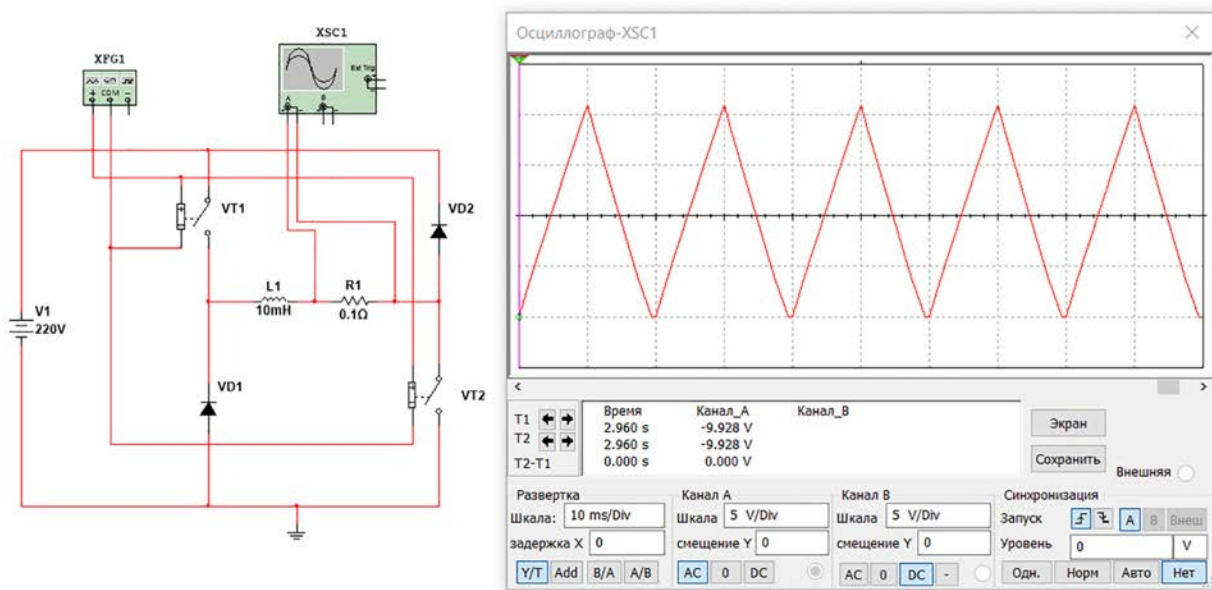 XSC1
XFG1
Ext Trig
+ COM −
A B
VT1
VD2
L1
10mH
R1
0.1Ω
V1
220V
VD1
VT2
Осциллограф-XSC1
Время Канал_A Канал_B
T1 2.960 s -9.928 V
T2 2.960 s -9.928 V
T2-T1 0.000 s 0.000 V
Экран
Сохранить
Внешняя
Развертка
Шкала: 10 ms/Div
задержка X 0
Y/T Add B/A A/B
Канал A
Шкала 5 V/Div
смещение Y 0
AC 0 DC
Канал B
Шкала 5 V/Div
смещение Y 0
AC 0 DC -
Синхронизация
Запуск A B Внеш
Уровень 0 V
Одн. Норм Авто Нет